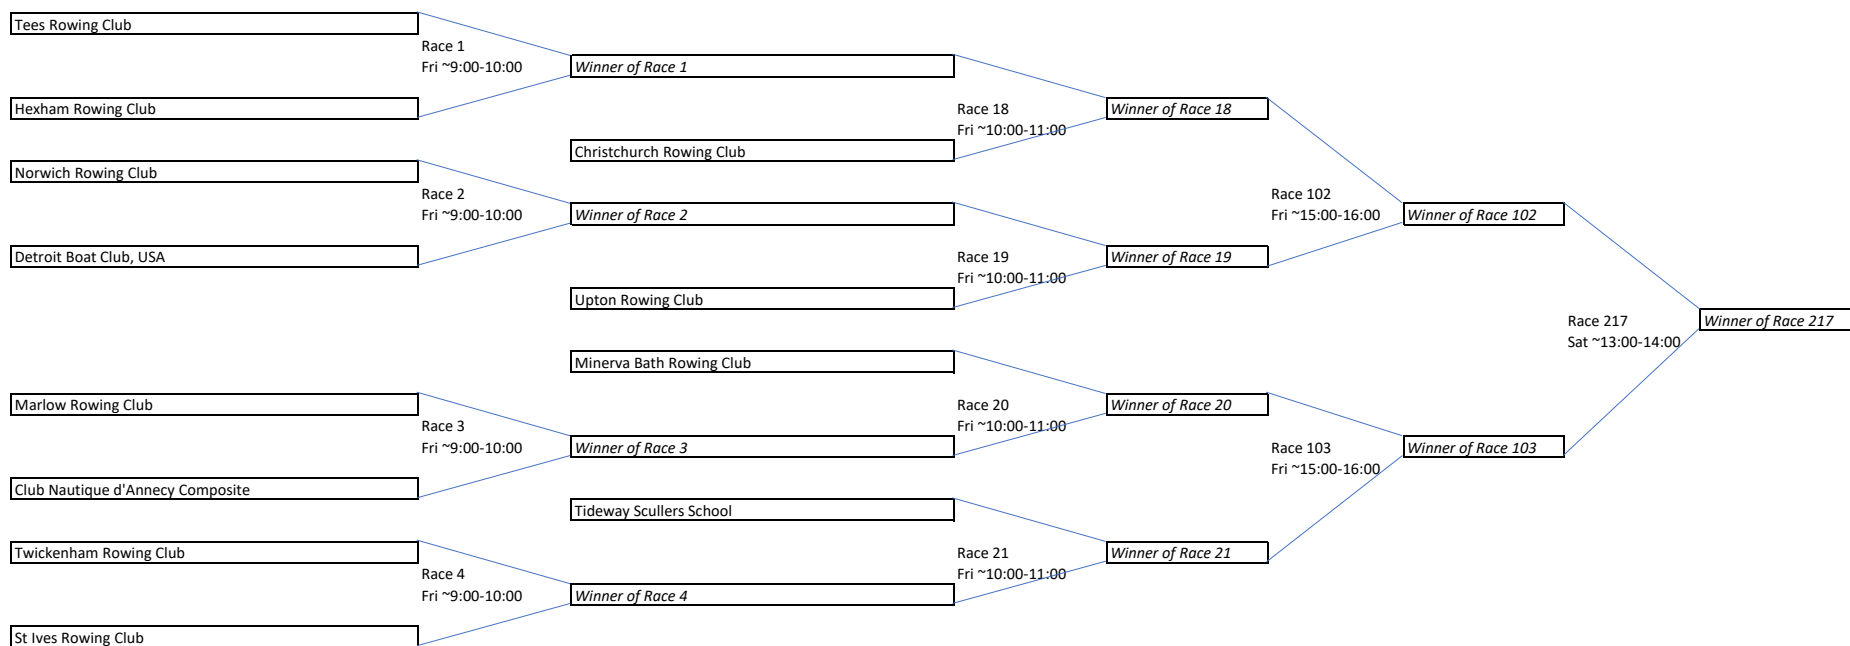 Tees Rowing Club
Race 1
Fri ~9:00-10:00
Winner of Race 1
Hexham Rowing Club
Race 18
Fri ~10:00-11:00
Winner of Race 18
Christchurch Rowing Club
Norwich Rowing Club
Race 2
Fri ~9:00-10:00
Winner of Race 2
Race 102
Fri ~15:00-16:00
Winner of Race 102
Detroit Boat Club, USA
Race 19
Fri ~10:00-11:00
Winner of Race 19
Upton Rowing Club
Race 217
Sat ~13:00-14:00
Winner of Race 217
Minerva Bath Rowing Club
Marlow Rowing Club
Race 3
Fri ~9:00-10:00
Winner of Race 3
Race 20
Fri ~10:00-11:00
Winner of Race 20
Race 103
Fri ~15:00-16:00
Winner of Race 103
Club Nautique d'Annecy Composite
Tideway Scullers School
Twickenham Rowing Club
Race 4
Fri ~9:00-10:00
Winner of Race 4
Race 21
Fri ~10:00-11:00
Winner of Race 21
St Ives Rowing Club